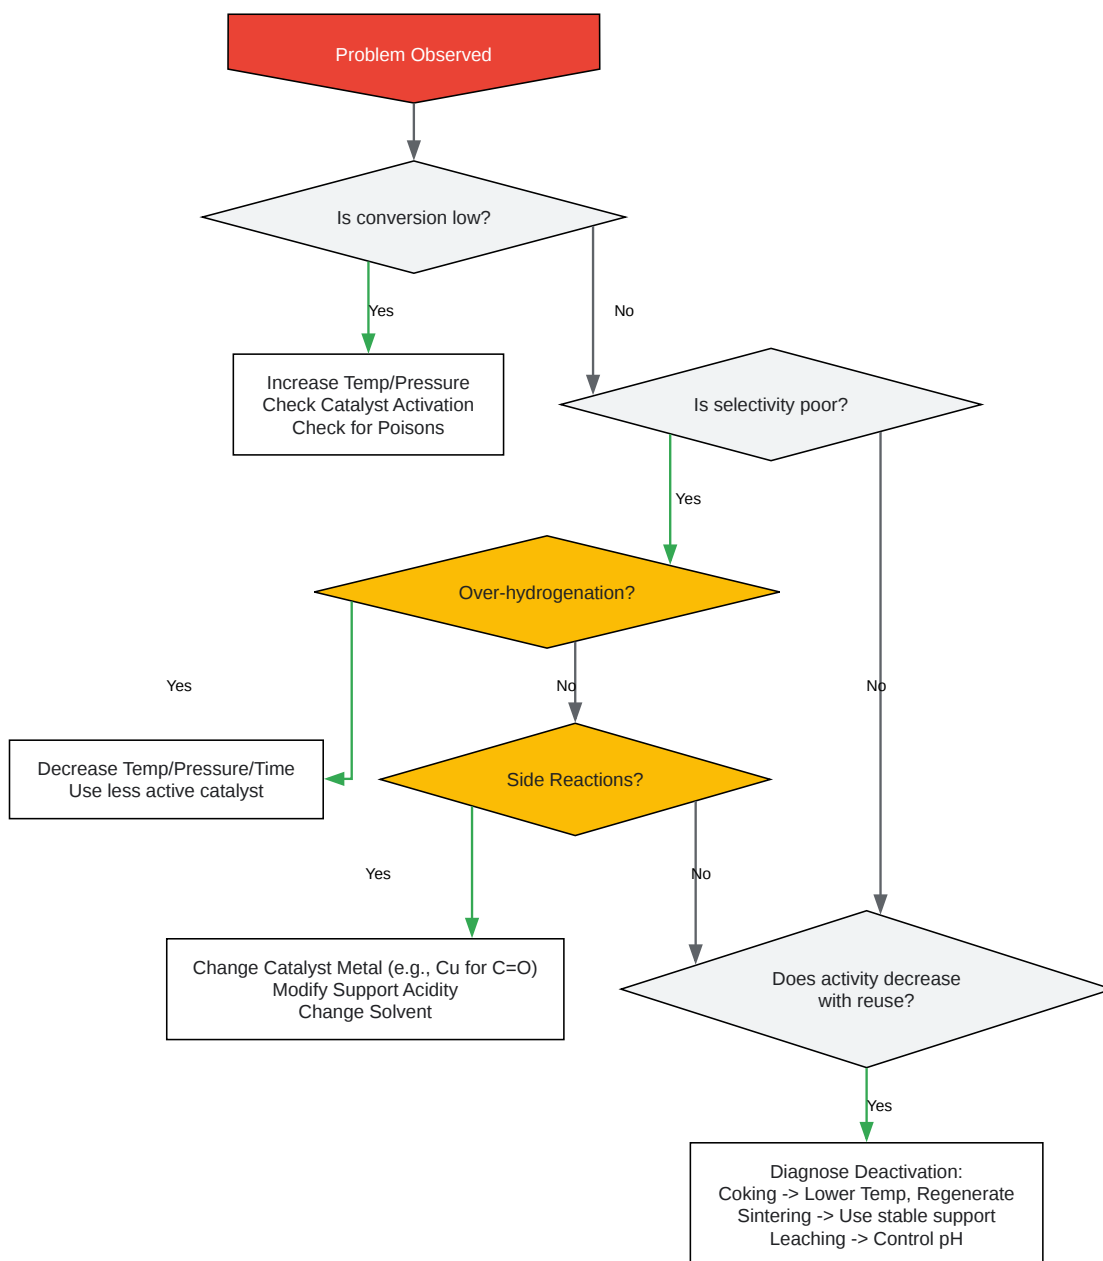 Problem Observed
Is conversion low?
Yes
No
Increase Temp/Pressure
Check Catalyst Activation
Check for Poisons
Is selectivity poor?
Yes
No
Over-hydrogenation?
Yes
No
Decrease Temp/Pressure/Time
Use less active catalyst
Side Reactions?
Yes
No
Change Catalyst Metal (e.g., Cu for C=O)
Modify Support Acidity
Change Solvent
Does activity decrease
with reuse?
Yes
Diagnose Deactivation:
Coking -> Lower Temp, Regenerate
Sintering -> Use stable support
Leaching -> Control pH